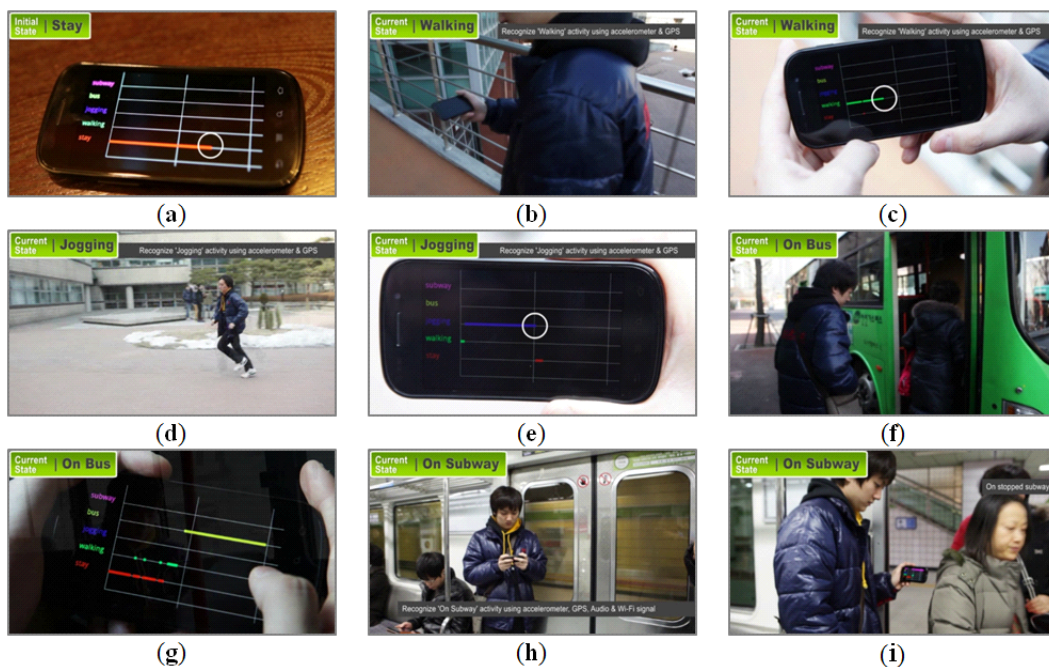 Initial State | Stay
subway
bus
jogging
walking
stay
(a)
Current State | Walking
Recognize 'Walking' activity using accelerometer & GPS
(b)
Current State | Walking
Recognize 'Walking' activity using accelerometer & GPS
subway
bus
jogging
walking
stay
(c)
Current State | Jogging
Recognize 'Jogging' activity using accelerometer & GPS
(d)
Current State | Jogging
Recognize 'Jogging' activity using accelerometer & GPS
subway
bus
jogging
walking
stay
(e)
Current State | On Bus
(f)
Current State | On Bus
subway
bus
jogging
walking
stay
(g)
Current State | On Subway
Recognize 'On Subway' activity using accelerometer, GPS, Audio & Wi-Fi signal
(h)
Current State | On Subway
On stopped subway
(i)